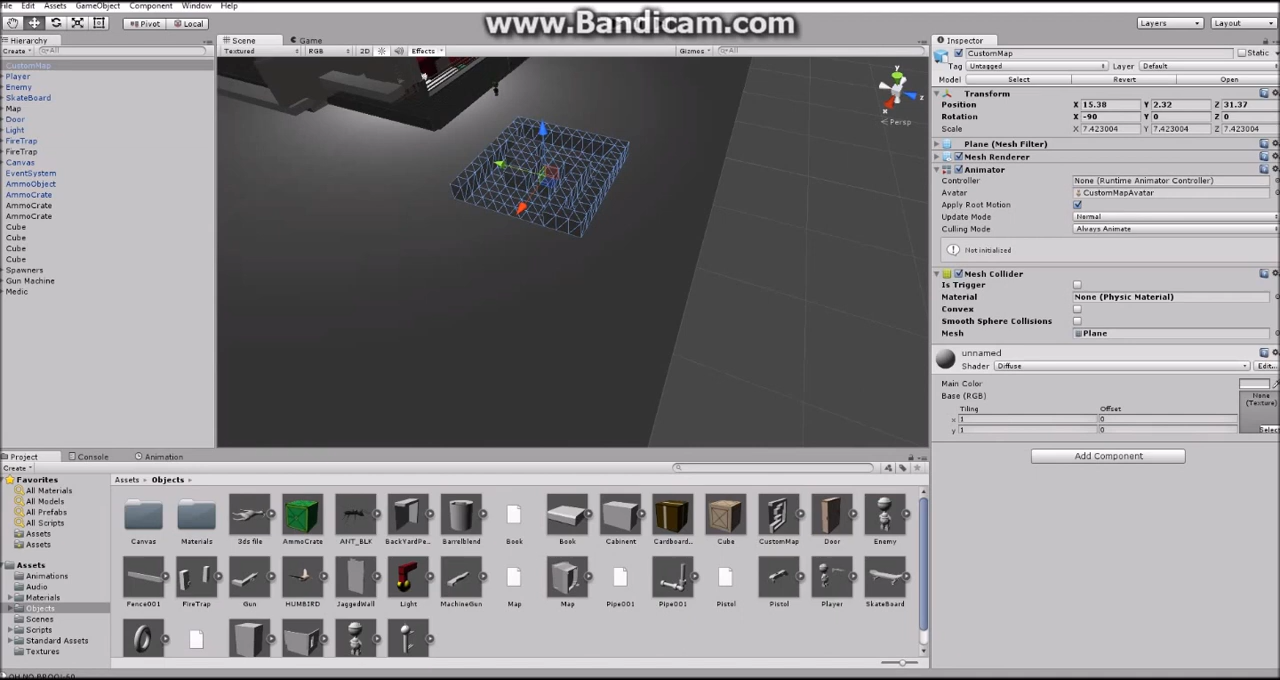 www.Bandicam.com
File Edit Assets GameObject Component Window Help
Pivot Local Layers Layout
Hierarchy
Create All
CustomMap
Player
Enemy
SkateBoard
Map
Door
Light
FireTrap
FireTrap
Canvas
EventSystem
AmmoObject
AmmoCrate
AmmoCrate
AmmoCrate
Cube
Cube
Cube
Cube
Spawners
Gun Machine
Medic
Scene Game
Textured RGB 2D Effects Gizmos All
y
z
x
Persp
Inspector
CustomMap Static
Tag Untagged Layer Default
Model Select Revert Open
Transform
Position X 15.38 Y 2.32 Z 31.37
Rotation X -90 Y 0 Z 0
Scale X 7.423004 Y 7.423004 Z 7.423004
Plane (Mesh Filter)
Mesh Renderer
Animator
Controller None (Runtime Animator Controller)
Avatar CustomMapAvatar
Apply Root Motion
Update Mode Normal
Culling Mode Always Animate
Not initialized
Mesh Collider
Is Trigger
Material None (Physic Material)
Convex
Smooth Sphere Collisions
Mesh Plane
unnamed
Shader Diffuse Edit...
Main Color
Base (RGB) None (Texture)
Tiling Offset
x 1 0
y 1 0
Select
Add Component
Project Console Animation
Create
Favorites
All Materials
All Models
All Prefabs
All Scripts
Assets
Assets
Assets
Animations
Audio
Materials
Objects
Scenes
Scripts
Standard Assets
Textures
Assets Objects
Canvas Materials 3ds file AmmoCrate ANT_BLK BackYardPe... Barrelblend Book Book Cabinent Cardboard... Cube CustomMap Door Enemy
Fence001 FireTrap Gun HUMBIRD JaggedWall Light MachineGun Map Map Pipe001 Pipe001 Pistol Pistol Player SkateBoard